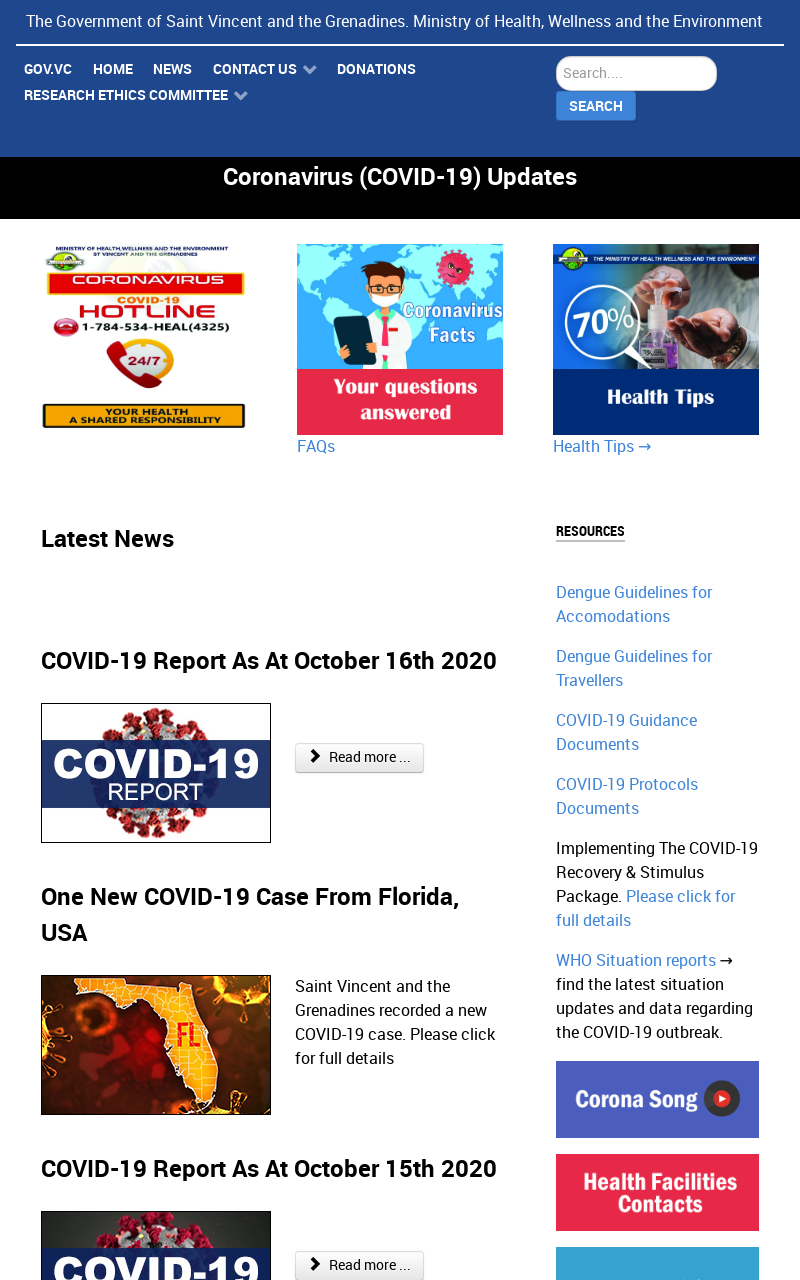 The Government of Saint Vincent and the Grenadines. Ministry of Health, Wellness and the Environment
GOV.VC HOME NEWS CONTACT US DONATIONS
RESEARCH ETHICS COMMITTEE
Search....
SEARCH
Coronavirus (COVID-19) Updates
MINISTRY OF HEALTH,WELLNESS AND THE ENVIRONMENT
ST VINCENT AND THE GRENADINES
CORONAVIRUS
COVID-19
HOTLINE
1-784-534-HEAL(4325)
24/7
YOUR HEALTH
A SHARED RESPONSIBILITY
Coronavirus
Facts
Your questions
answered
FAQs
THE MINISTRY OF HEALTH WELLNESS AND THE ENVIRONMENT
70%
Health Tips
Health Tips →
Latest News
COVID-19 Report As At October 16th 2020
COVID-19
REPORT
Read more ...
One New COVID-19 Case From Florida,
USA
FL
Saint Vincent and the
Grenadines recorded a new
COVID-19 case. Please click
for full details
COVID-19 Report As At October 15th 2020
COVID-19
Read more ...
RESOURCES
Dengue Guidelines for
Accomodations
Dengue Guidelines for
Travellers
COVID-19 Guidance
Documents
COVID-19 Protocols
Documents
Implementing The COVID-19
Recovery & Stimulus
Package. Please click for
full details
WHO Situation reports →
find the latest situation
updates and data regarding
the COVID-19 outbreak.
Corona Song
Health Facilities
Contacts